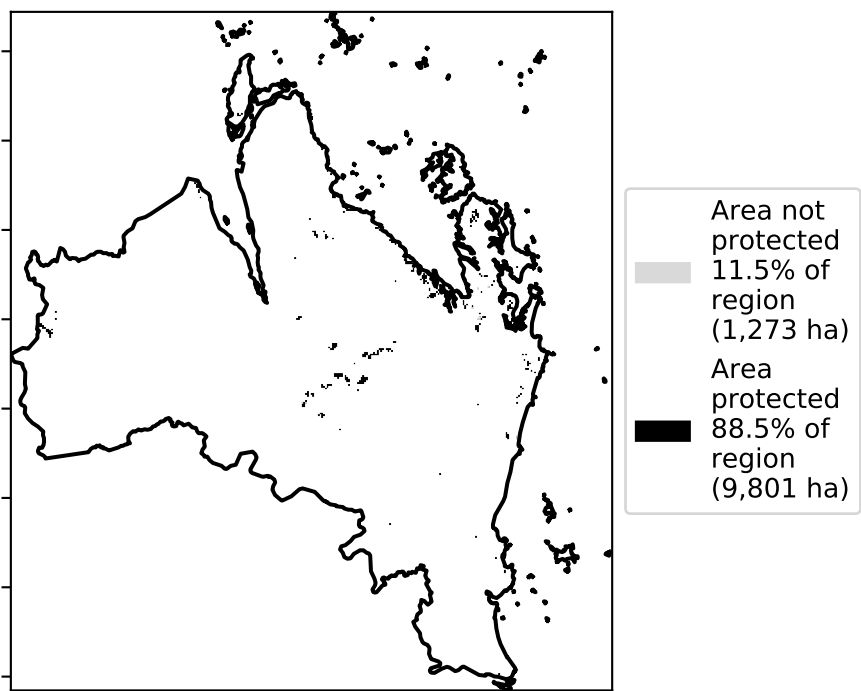 Area not
protected
11.5% of
region
(1,273 ha)
Area
protected
88.5% of
region
(9,801 ha)